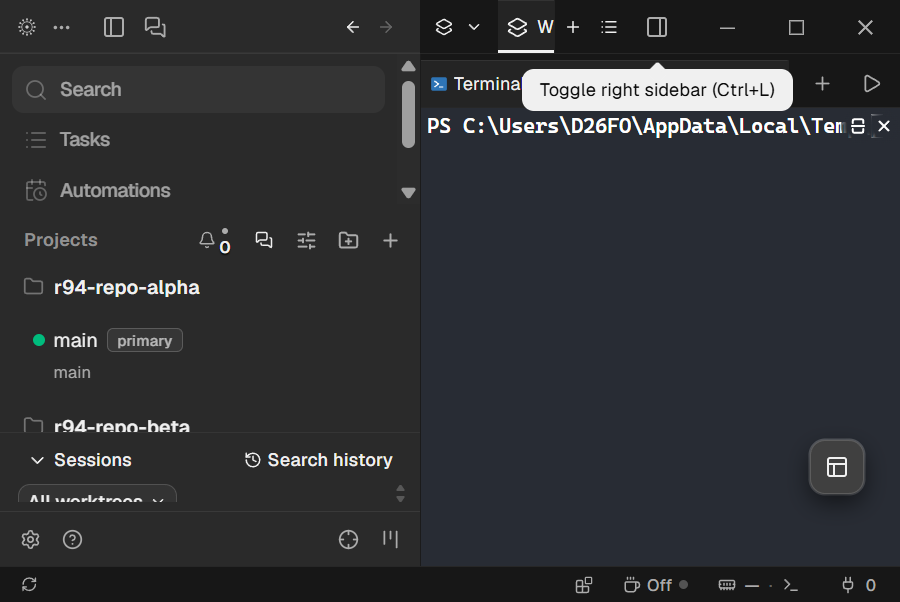 W
Search
Terminal
Toggle right sidebar (Ctrl+L)
PS C:\Users\D26FO\AppData\Local\Tem
Tasks
Automations
Projects
0
r94-repo-alpha
main
primary
main
r94-repo-beta
Sessions
Search history
All worktrees
Off
0